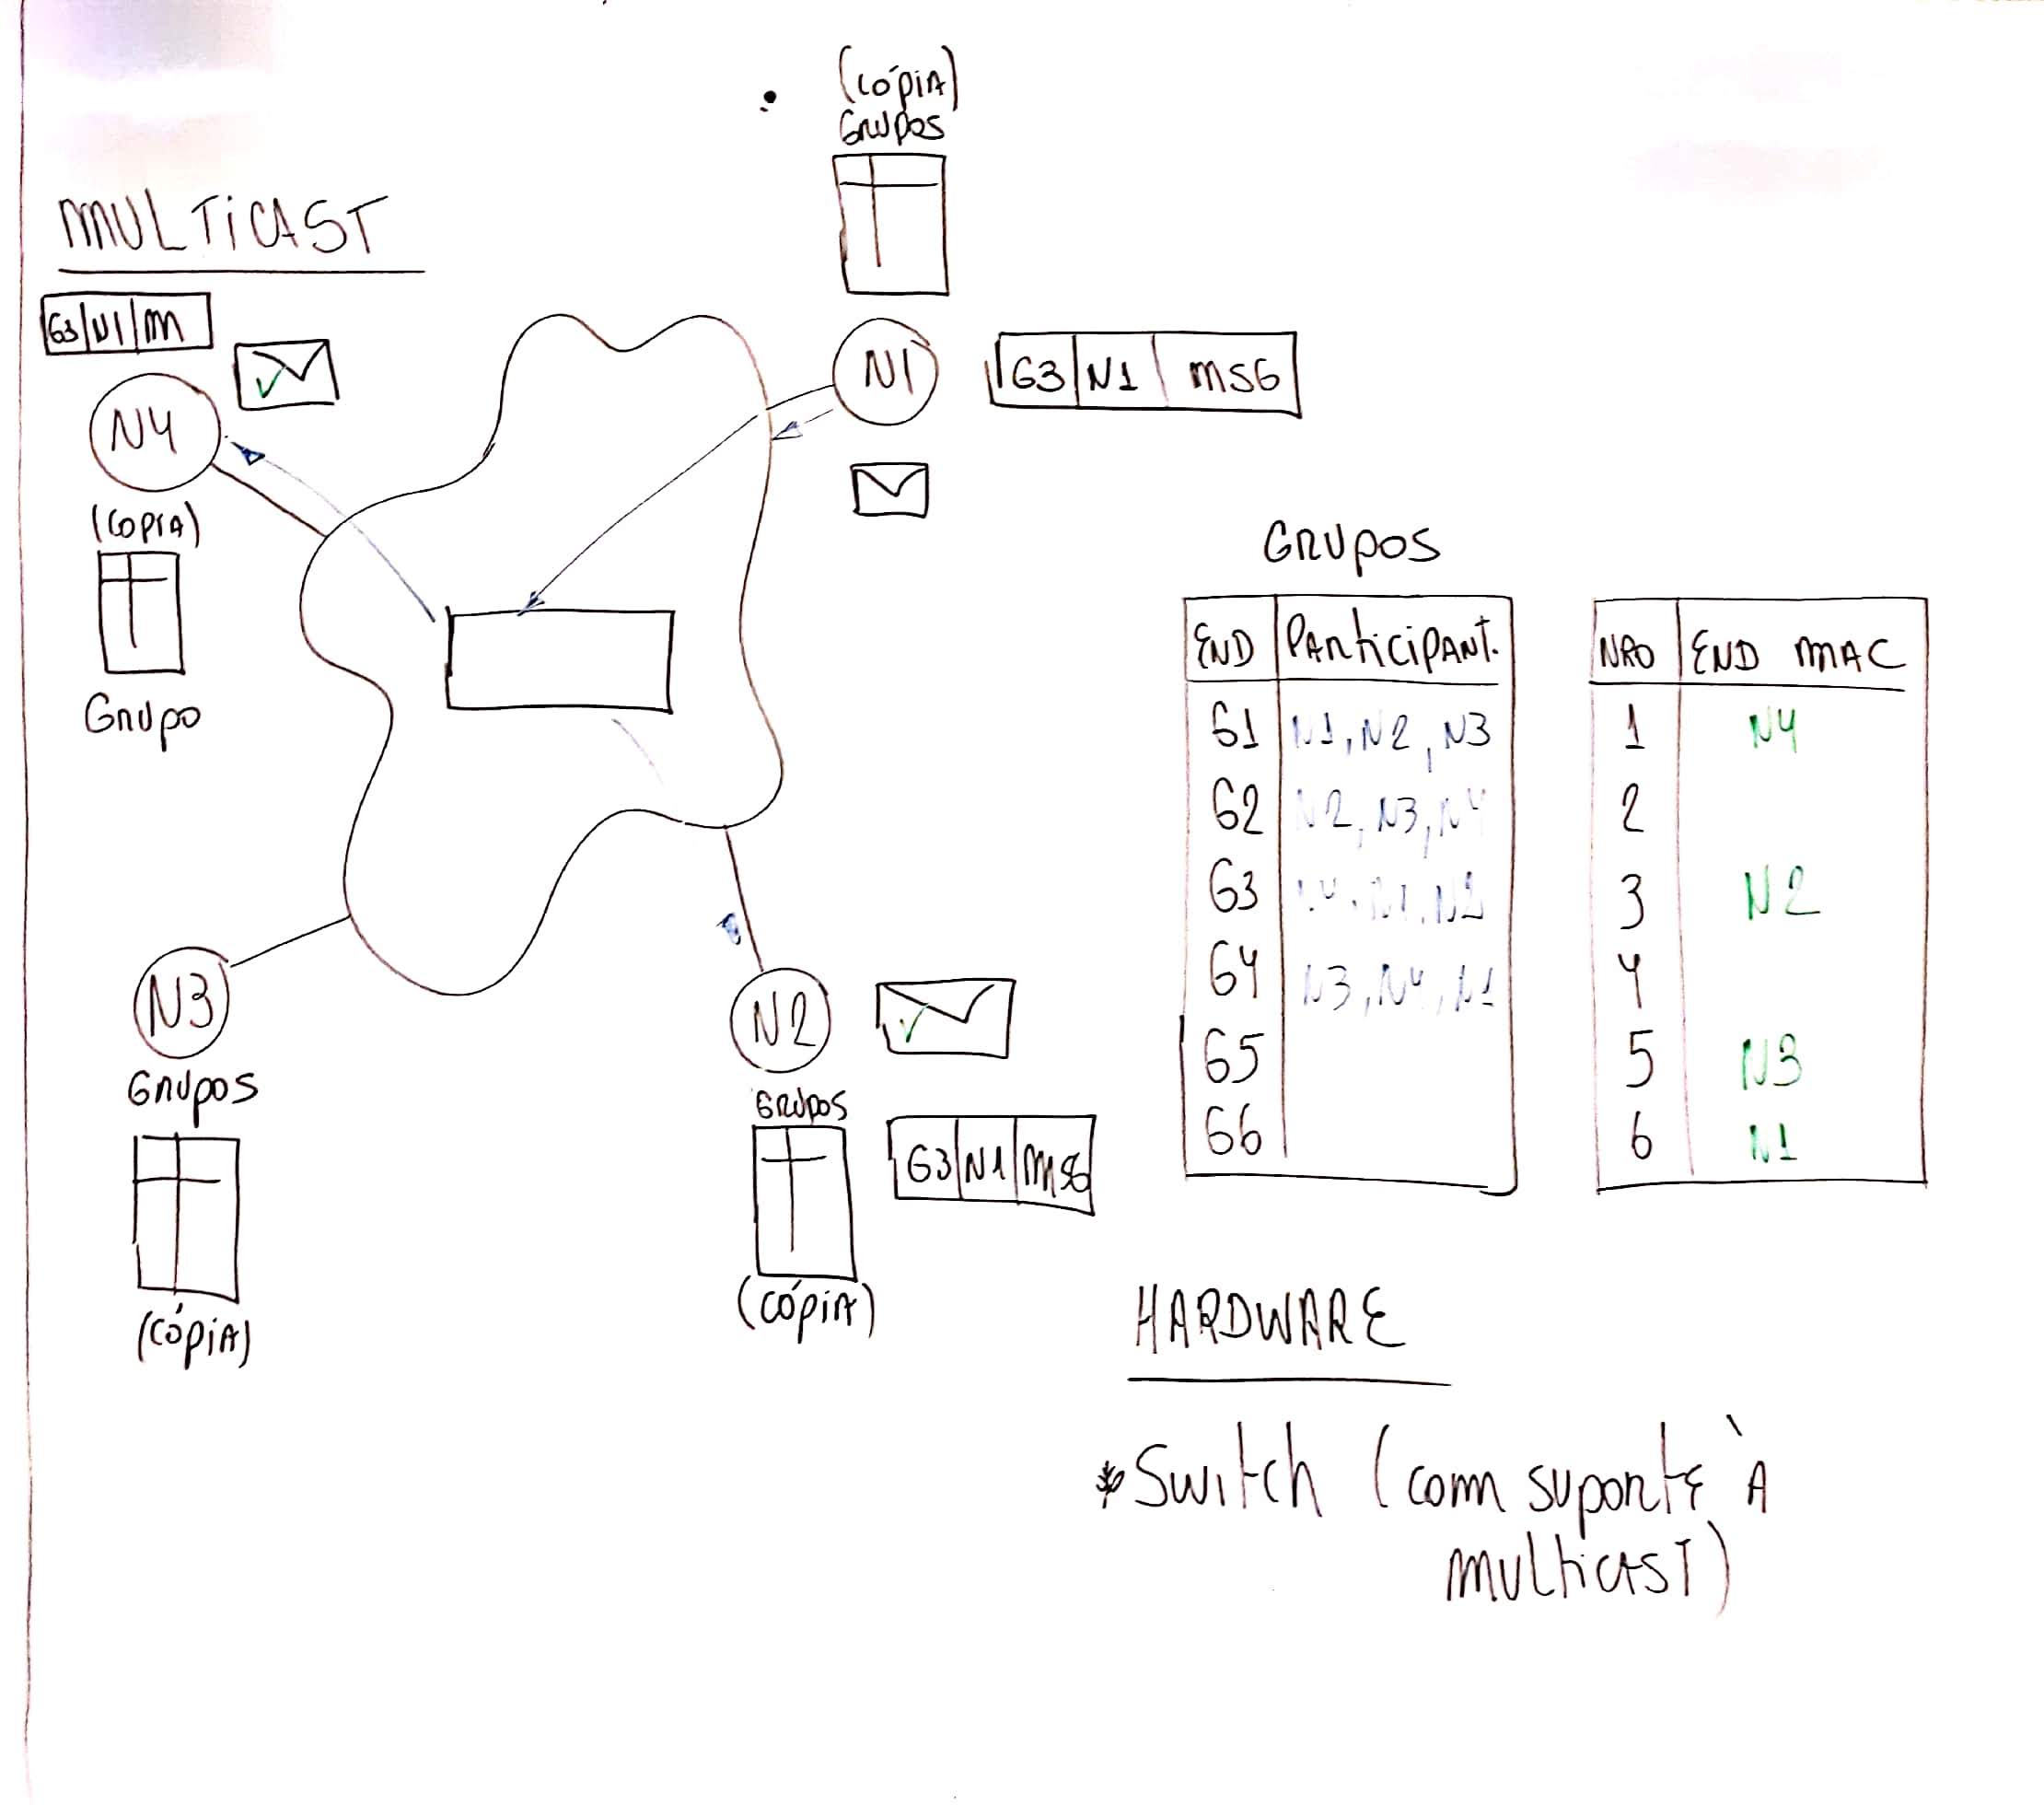 (CÓPiA)
GRUPOS
MULTiCAST
G3 | N1 | M
N4
(COPIA)
GRUPO
N1
G3 | N1 | MSG
N3
GRUPOS
(CÓPiA)
N2
GRUPOS
(CÓPiA)
G3 | N1 | MSG
GRUPOS
END | PARTiCiPANT.
G1 | N1, N2, N3
G2 | N2, N3, N4
G3 | N4, N1, N2
G4 | N3, N4, N1
G5
G6
NRO | END MAC
1 | N4
2
3 | N2
4
5 | N3
6 | N1
HARDWARE
* Switch (com suporte à
multicast)